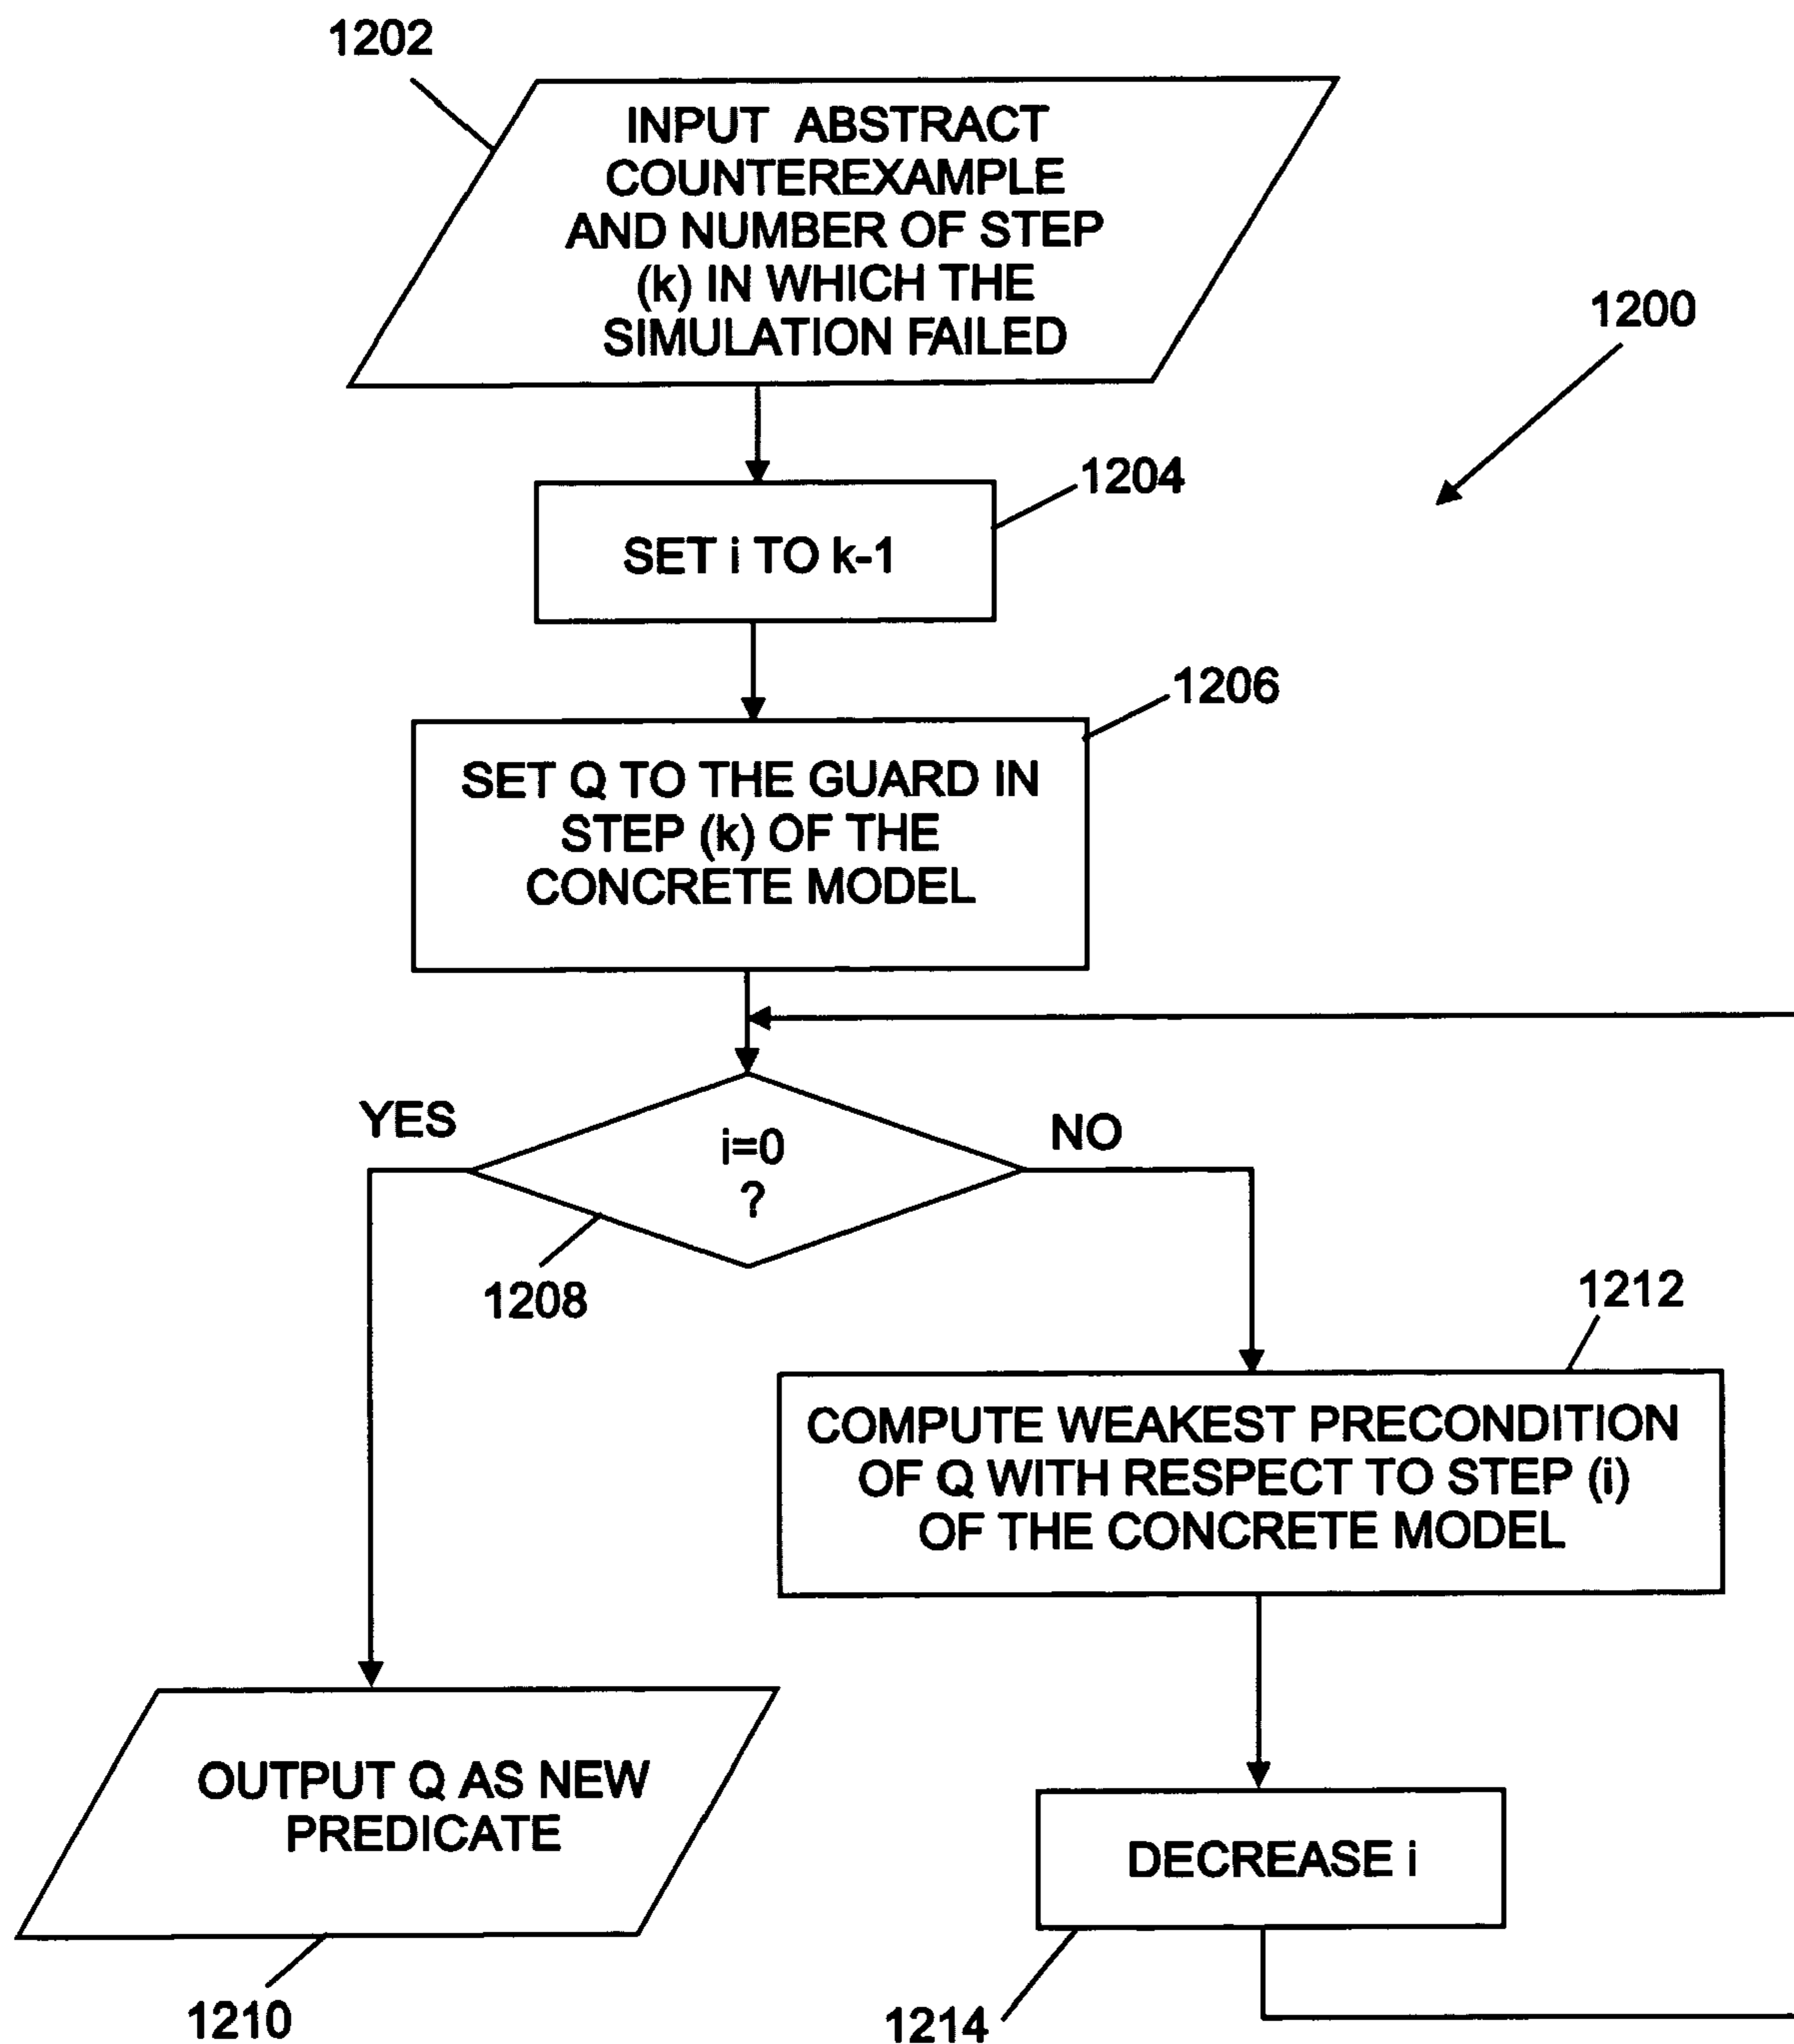 1202
INPUT ABSTRACT
COUNTEREXAMPLE
AND NUMBER OF STEP
(k) IN WHICH THE
SIMULATION FAILED
1200
1204
SET i TO k-1
1206
SET Q TO THE GUARD IN
STEP (k) OF THE
CONCRETE MODEL
YES
i=0
?
NO
1208
1212
COMPUTE WEAKEST PRECONDITION
OF Q WITH RESPECT TO STEP (i)
OF THE CONCRETE MODEL
OUTPUT Q AS NEW
PREDICATE
DECREASE i
1210
1214